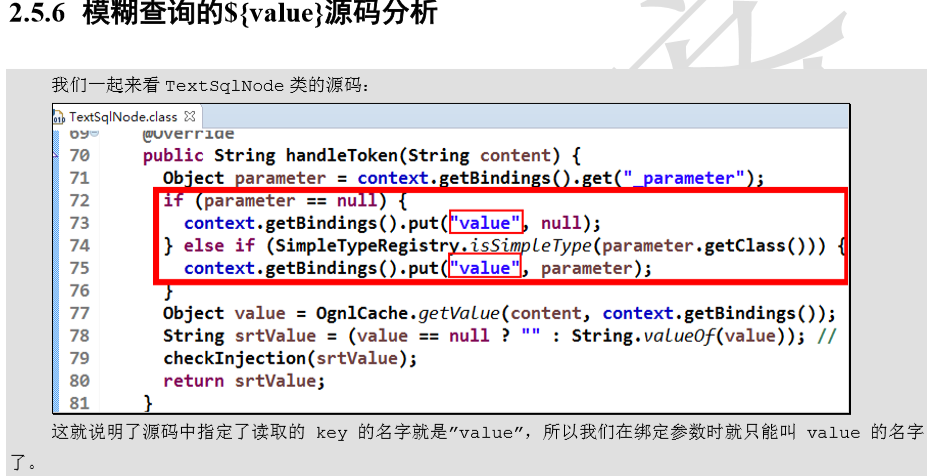 2.5.6 模糊查询的${value}源码分析
我们一起来看 TextSqlNode 类的源码：
TextSqlNode.class
69 @Override
70 public String handleToken(String content) {
71 Object parameter = context.getBindings().get("_parameter");
72 if (parameter == null) {
73 context.getBindings().put("value", null);
74 } else if (SimpleTypeRegistry.isSimpleType(parameter.getClass())) {
75 context.getBindings().put("value", parameter);
76 }
77 Object value = OgnlCache.getValue(content, context.getBindings());
78 String srtValue = (value == null ? "" : String.valueOf(value)); //
79 checkInjection(srtValue);
80 return srtValue;
81 }
这就说明了源码中指定了读取的 key 的名字就是”value”，所以我们在绑定参数时就只能叫 value 的名字
了。